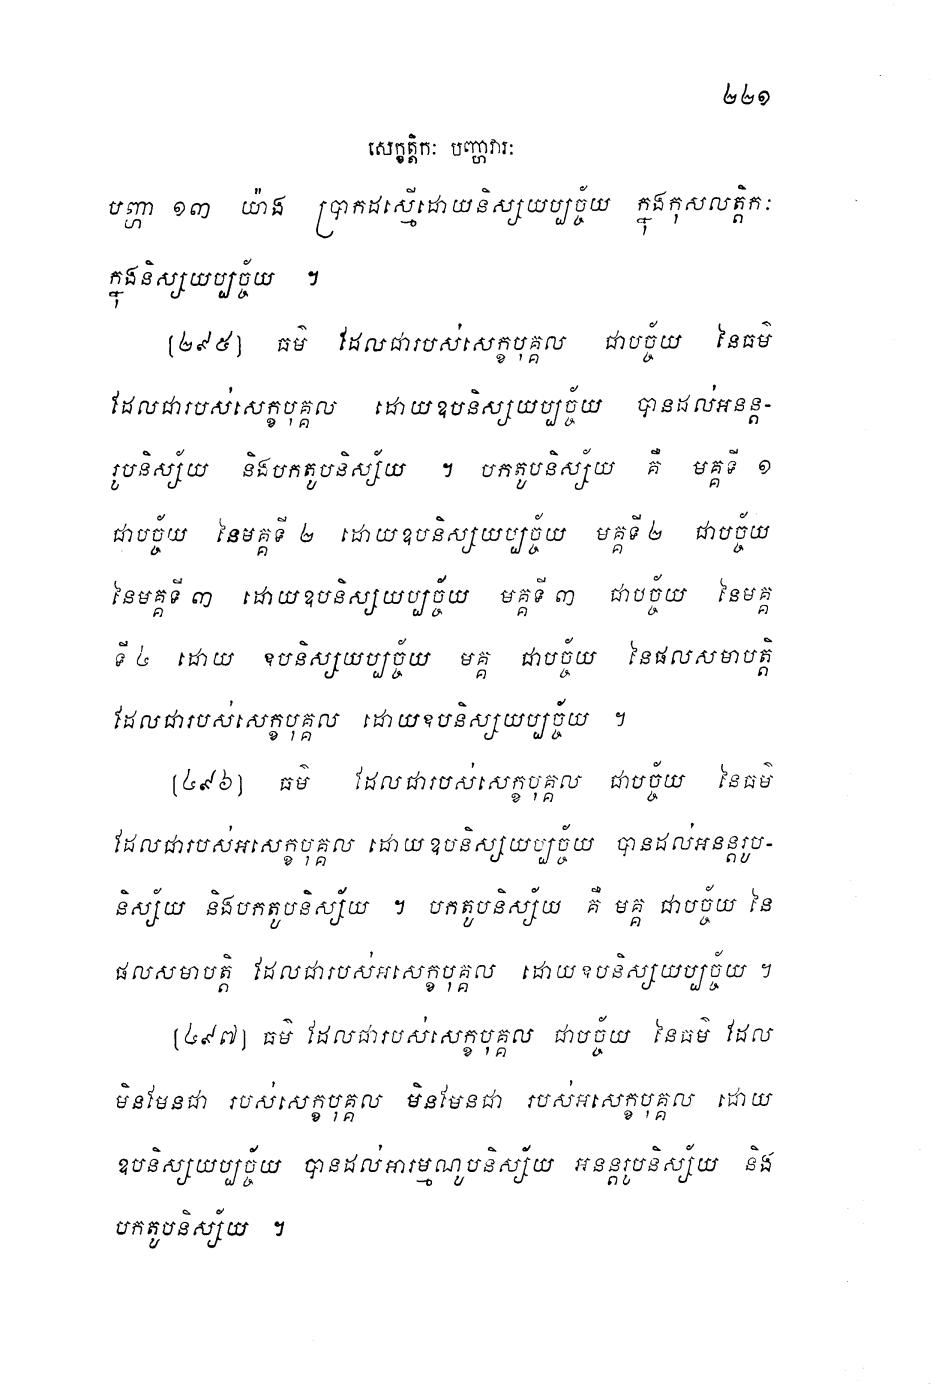 ២២១
សេក្ខត្តិកៈ បញ្ហាវារៈ
បញ្ហា ១៣ យ៉ាង ប្រាកដស្មើដោយនិស្សយប្បច្ច័យ ក្នុងកុសលត្តិកៈ
ក្នុងនិស្សយប្បច្ច័យ ។
[៤៩៥] ធម៌ ដែលជារបស់សេក្ខបុគ្គល ជាបច្ច័យ នៃធម៌
ដែលជារបស់សេក្ខបុគ្គល ដោយឧបនិស្សយប្បច្ច័យ បានដល់អនន្ត-
រូបនិស្ស័យ និងបកតូបនិស្ស័យ ។ បកតូបនិស្ស័យ គឺ មគ្គទី ១
ជាបច្ច័យ នៃមគ្គទី ២ ដោយឧបនិស្សយប្បច្ច័យ មគ្គទី ២ ជាបច្ច័យ
នៃមគ្គទី ៣ ដោយឧបនិស្សយប្បច្ច័យ មគ្គទី ៣ ជាបច្ច័យ នៃមគ្គ
ទី ៤ ដោយ ឧបនិស្សយប្បច្ច័យ មគ្គ ជាបច្ច័យ នៃផលសមាបត្តិ
ដែលជារបស់សេក្ខបុគ្គល ដោយឧបនិស្សយប្បច្ច័យ ។
[៤៩៦] ធម៌ ដែលជារបស់សេក្ខបុគ្គល ជាបច្ច័យ នៃធម៌
ដែលជារបស់អសេក្ខបុគ្គល ដោយឧបនិស្សយប្បច្ច័យ បានដល់អនន្តរូប-
និស្ស័យ និងបកតូបនិស្ស័យ ។ បកតូបនិស្ស័យ គឺ មគ្គ ជាបច្ច័យ នៃ
ផលសមាបត្តិ ដែលជារបស់អសេក្ខបុគ្គល ដោយឧបនិស្សយប្បច្ច័យ ។
[៤៩៧] ធម៌ ដែលជារបស់សេក្ខបុគ្គល ជាបច្ច័យ នៃធម៌ ដែល
មិនមែនជា របស់សេក្ខបុគ្គល មិនមែនជា របស់អសេក្ខបុគ្គល ដោយ
ឧបនិស្សយប្បច្ច័យ បានដល់អារម្មណូបនិស្ស័យ អនន្តរូបនិស្ស័យ និង
បកតូបនិស្ស័យ ។